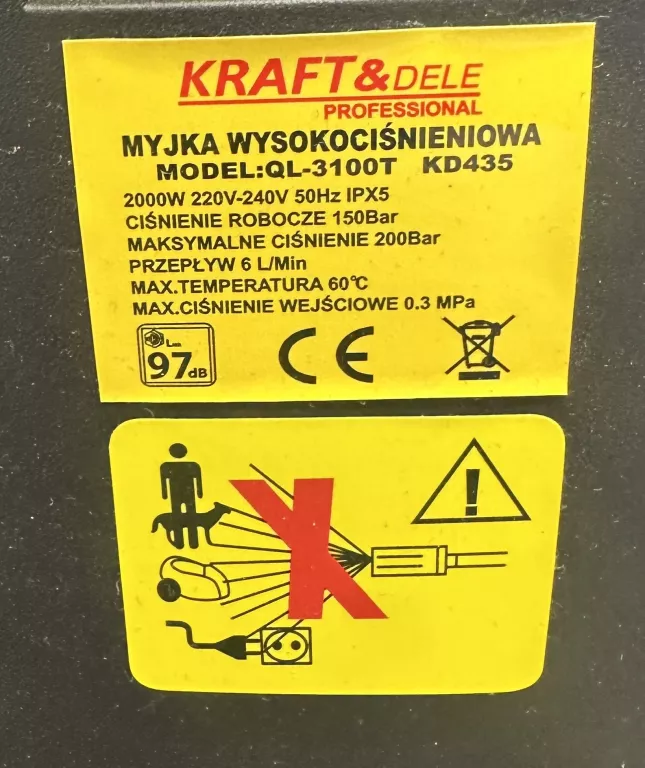 KRAFT&DELE
PROFESSIONAL
MYJKA WYSOKOCIŚNIENIOWA
MODEL:QL-3100T KD435
2000W 220V-240V 50Hz IPX5
CIŚNIENIE ROBOCZE 150Bar
MAKSYMALNE CIŚNIENIE 200Bar
PRZEPŁYW 6 L/Min
MAX.TEMPERATURA 60℃
MAX.CIŚNIENIE WEJŚCIOWE 0.3 MPa
97dB
CE
!